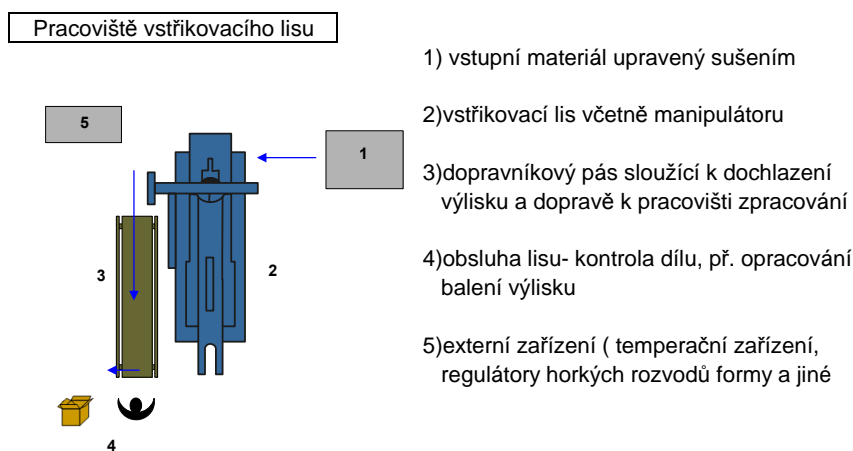 Pracoviště vstřikovacího lisu
1) vstupní materiál upravený sušením
2)vstřikovací lis včetně manipulátoru
3)dopravníkový pás sloužící k dochlazení
výlisku a dopravě k pracovišti zpracování
4)obsluha lisu- kontrola dílu, př. opracování
balení výlisku
5)externí zařízení ( temperační zařízení,
regulátory horkých rozvodů formy a jiné
5
1
3
2
4